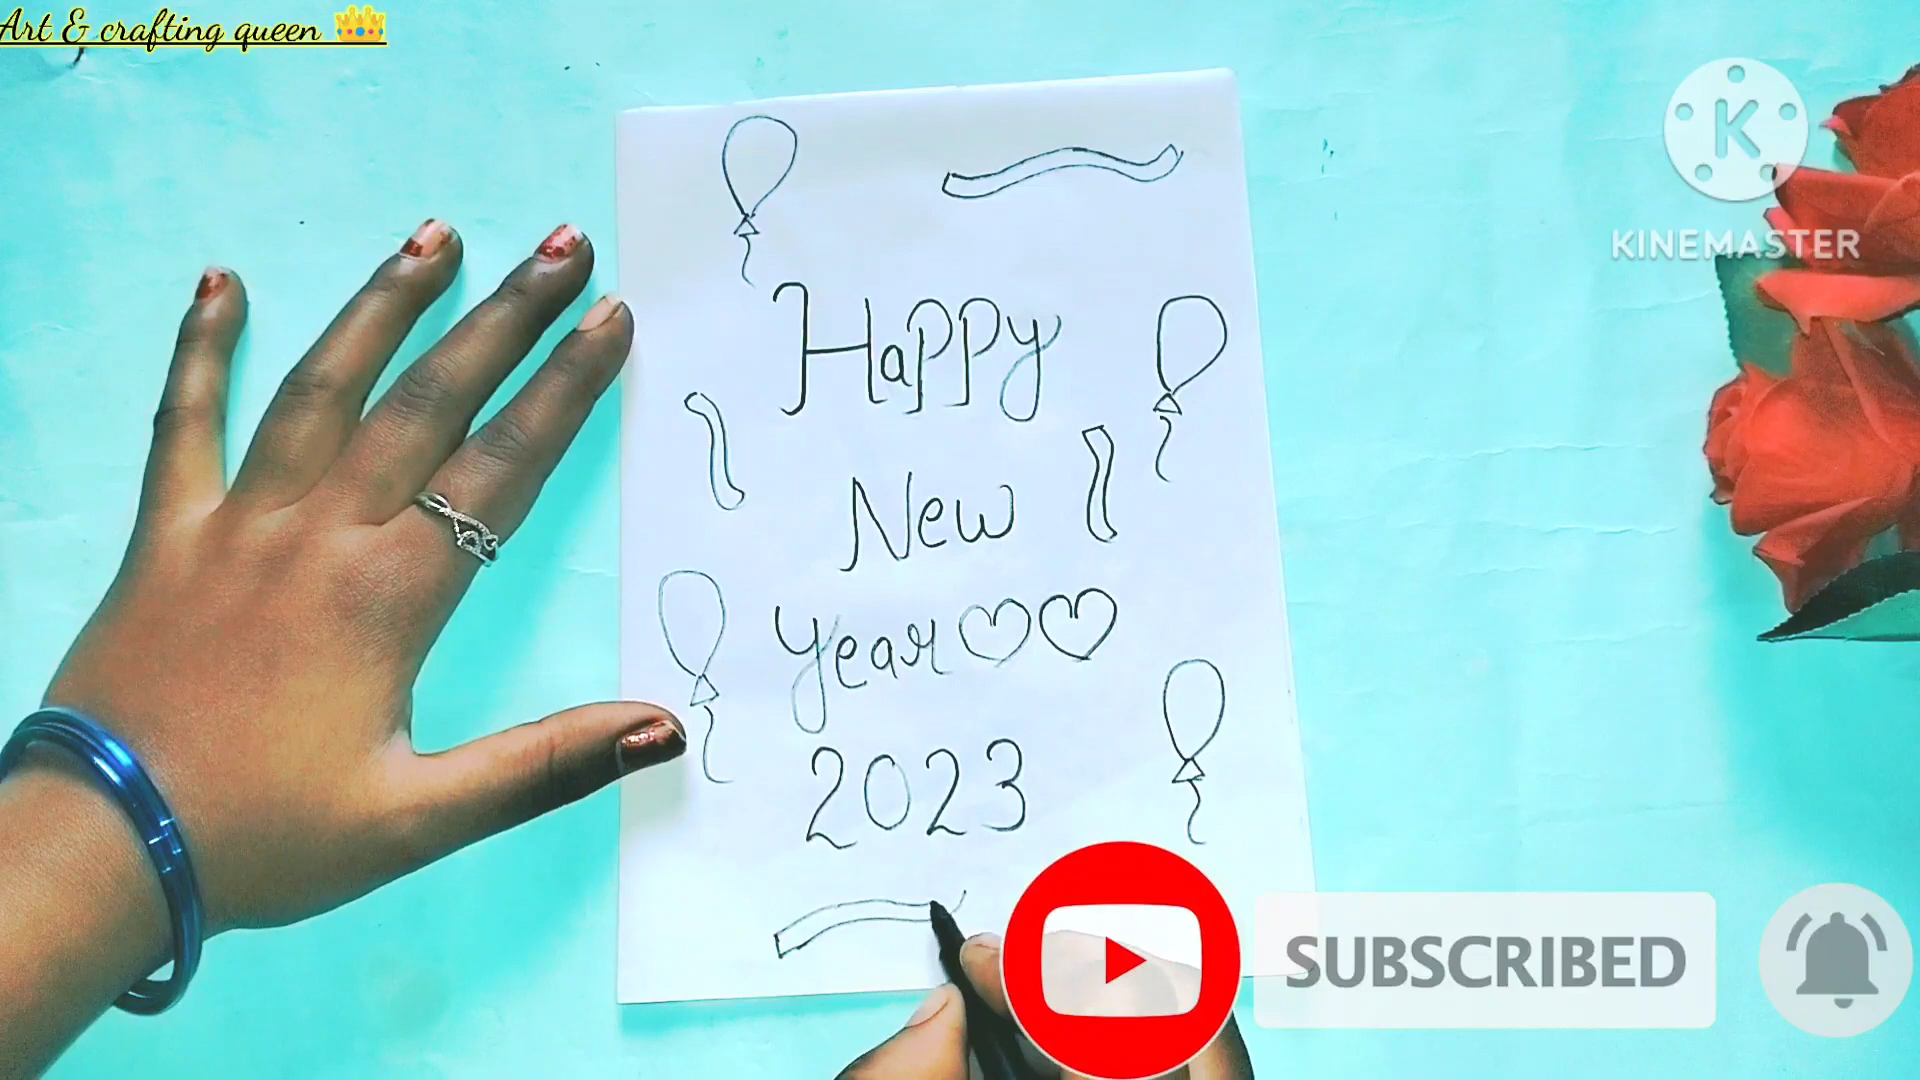 Art & crafting queen 👑
K
KINEMASTER
Happy
New
Year♡♡
2023
SUBSCRIBED